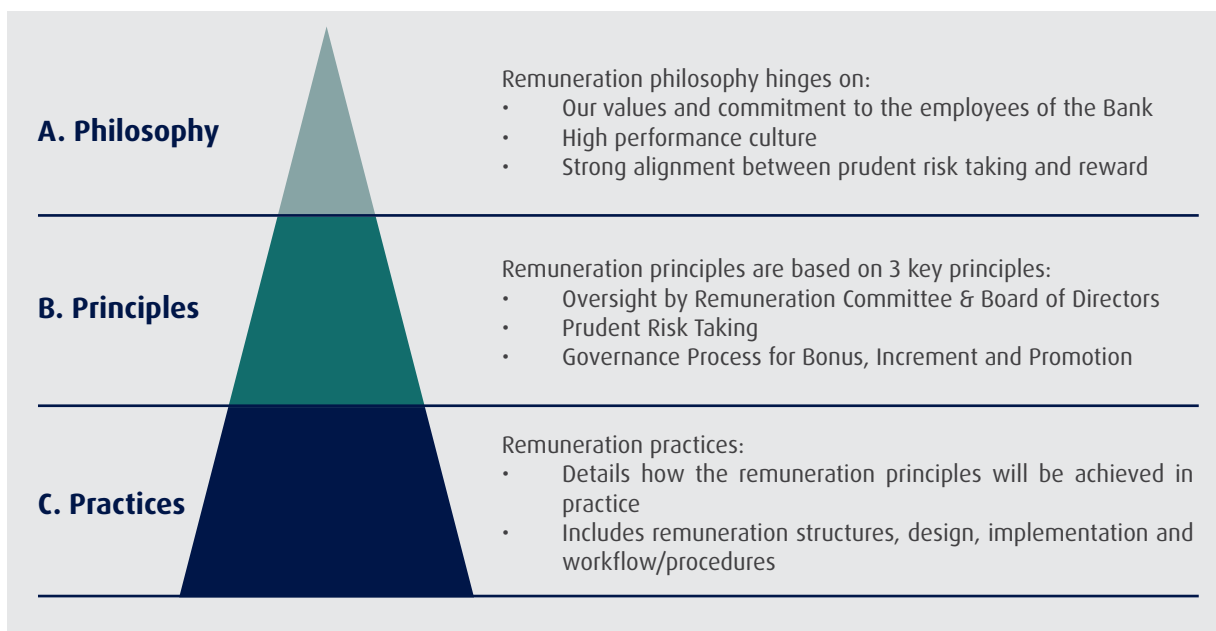 A. Philosophy
Remuneration philosophy hinges on:
• Our values and commitment to the employees of the Bank
• High performance culture
• Strong alignment between prudent risk taking and reward
B. Principles
Remuneration principles are based on 3 key principles:
• Oversight by Remuneration Committee & Board of Directors
• Prudent Risk Taking
• Governance Process for Bonus, Increment and Promotion
C. Practices
Remuneration practices:
• Details how the remuneration principles will be achieved in
practice
• Includes remuneration structures, design, implementation and
workflow/procedures